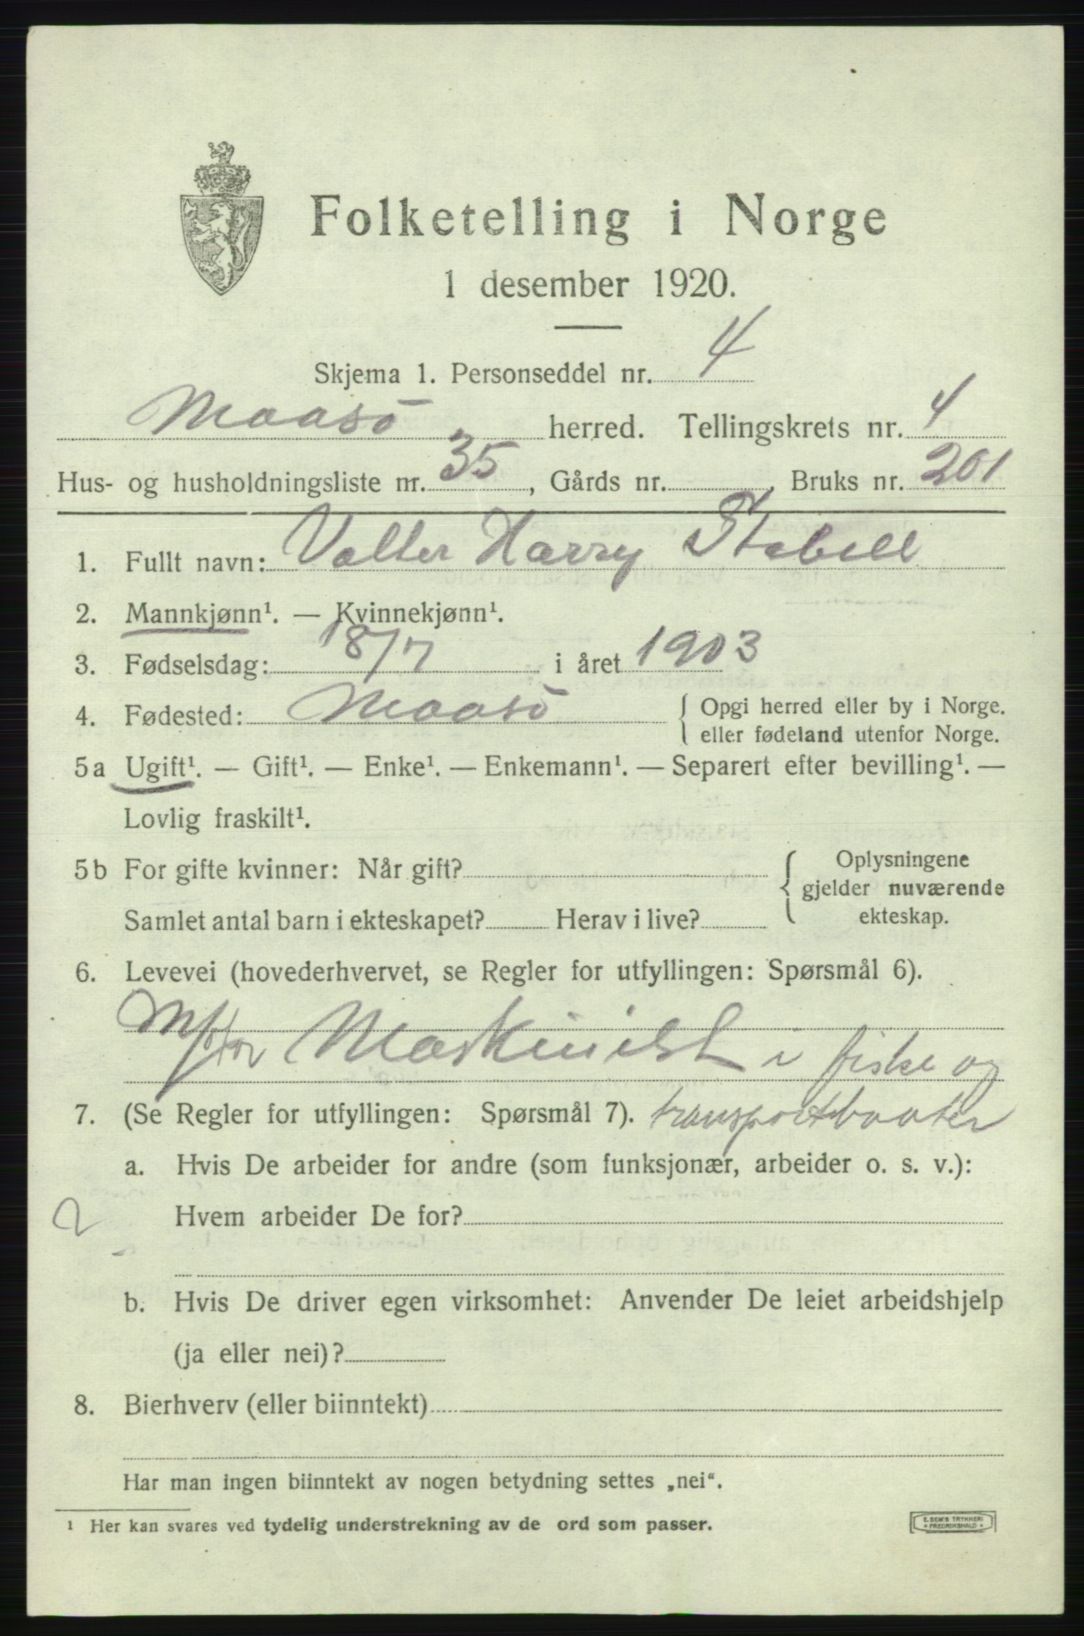 Folketelling i Norge
1 desember 1920.
Skjema 1. Personseddel nr. 4
Maasö herred. Tellingskrets nr. 4
Hus- og husholdningsliste nr. 35, Gårds nr. , Bruks nr. 201
1. Fullt navn: Valter Harry Stabell
2. Mannkjønn¹. — Kvinnekjønn¹.
3. Fødselsdag: 18/7 i året 1903
4. Fødested: Maasö { Opgi herred eller by i Norge.
eller fødeland utenfor Norge.
5a Ugift¹. — Gift¹. — Enke¹. — Enkemann¹. — Separert efter bevilling¹. —
Lovlig fraskilt¹.
5b For gifte kvinner: Når gift? { Oplysningene
gjelder nuværende
Samlet antal barn i ekteskapet? Herav i live? ekteskap.
6. Levevei (hovederhvervet, se Regler for utfyllingen: Spørsmål 6).
Maskinist i fiske og
7. (Se Regler for utfyllingen: Spørsmål 7). transportbaater
a. Hvis De arbeider for andre (som funksjonær, arbeider o. s. v.):
2 Hvem arbeider De for?
b. Hvis De driver egen virksomhet: Anvender De leiet arbeidshjelp
(ja eller nei)?
8. Bierhverv (eller biinntekt)
Har man ingen biinntekt av nogen betydning settes „nei“.
¹ Her kan svares ved tydelig understrekning av de ord som passer.
E. SEM'S TRYKKERI
• FREDRIKSHALD •